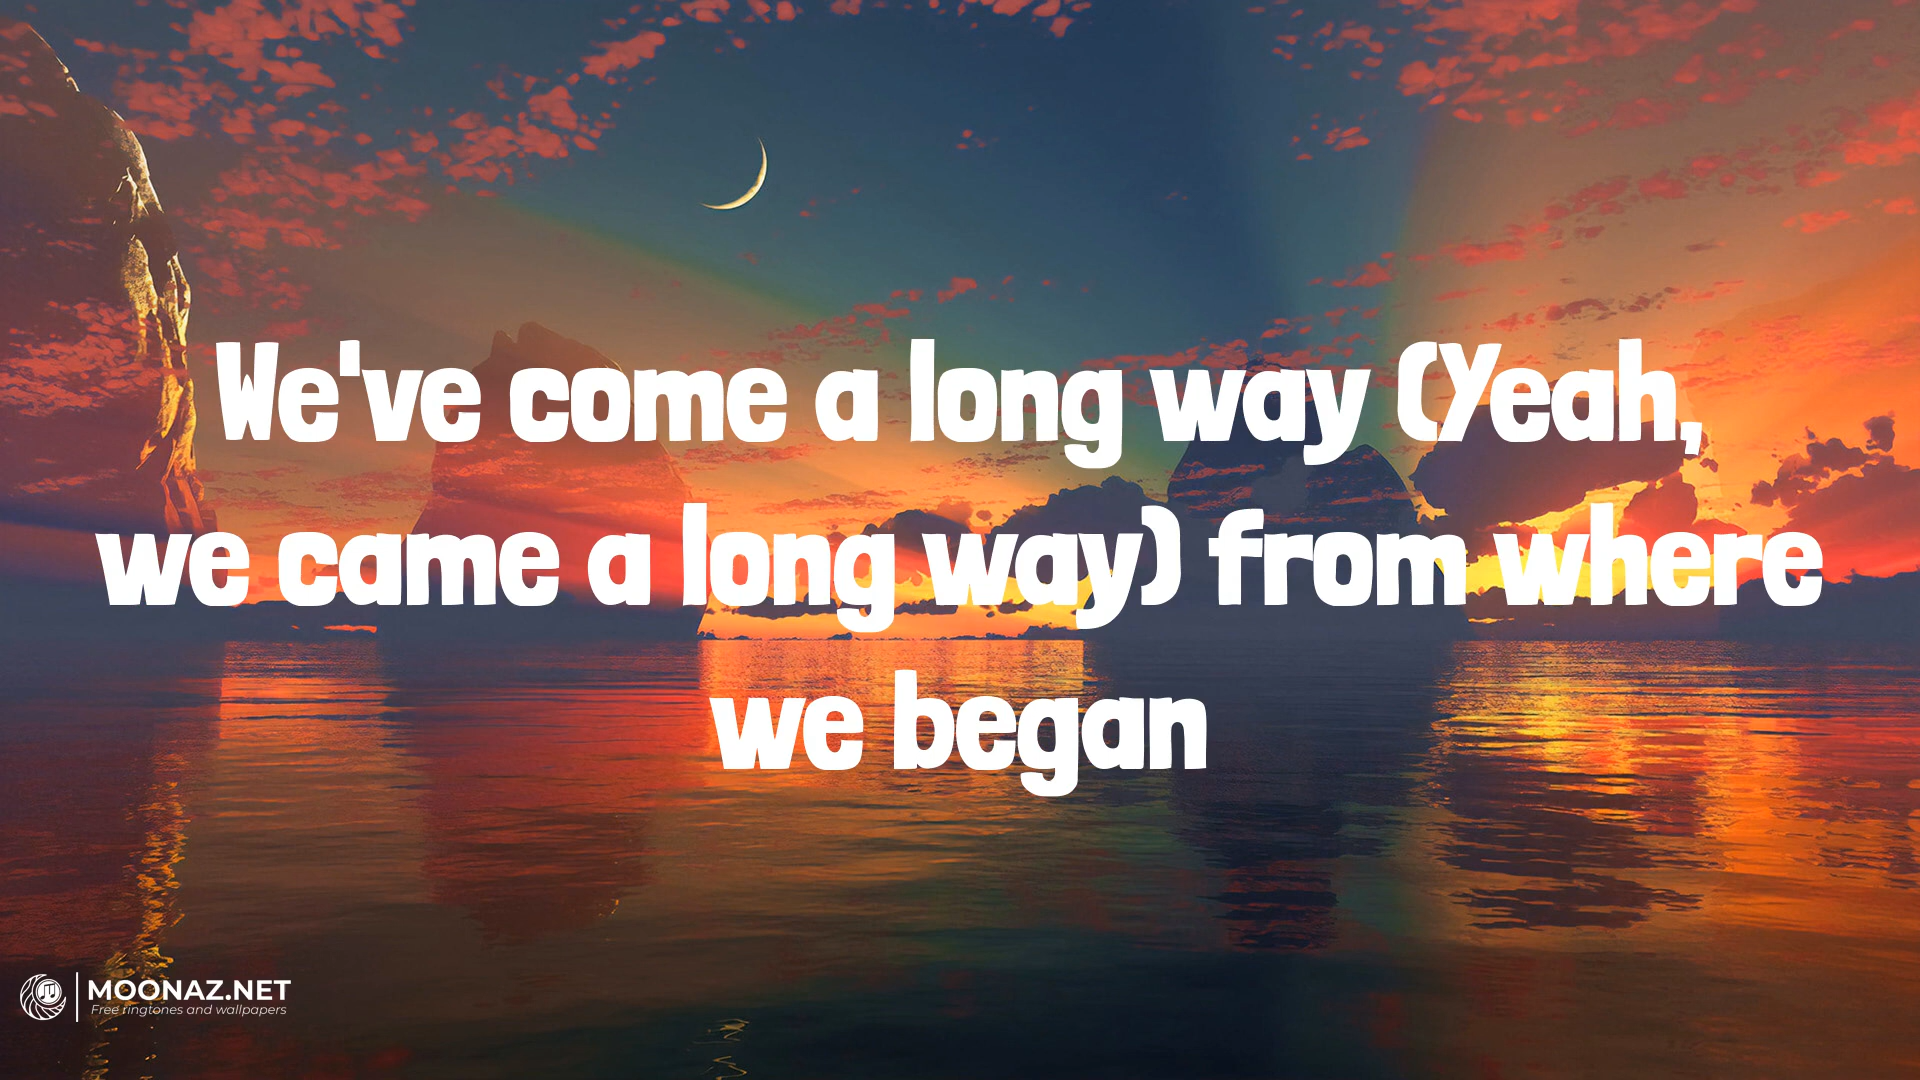 We've come a long way (Yeah,
we came a long way) from where
we began
MOONAZ.NET
Free ringtones and wallpapers